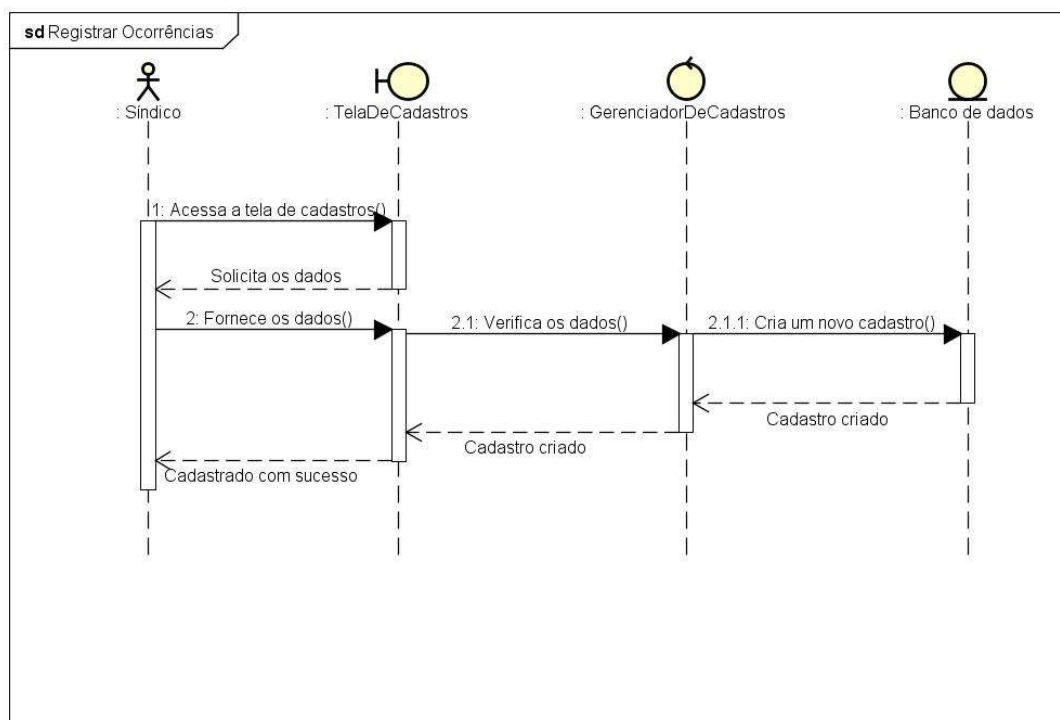 sd Registrar Ocorrências
: Síndico
: TelaDeCadastros
: GerenciadorDeCadastros
: Banco de dados
1: Acessa a tela de cadastros()
Solicita os dados
2: Fornece os dados()
2.1: Verifica os dados()
2.1.1: Cria um novo cadastro()
Cadastro criado
Cadastro criado
Cadastrado com sucesso